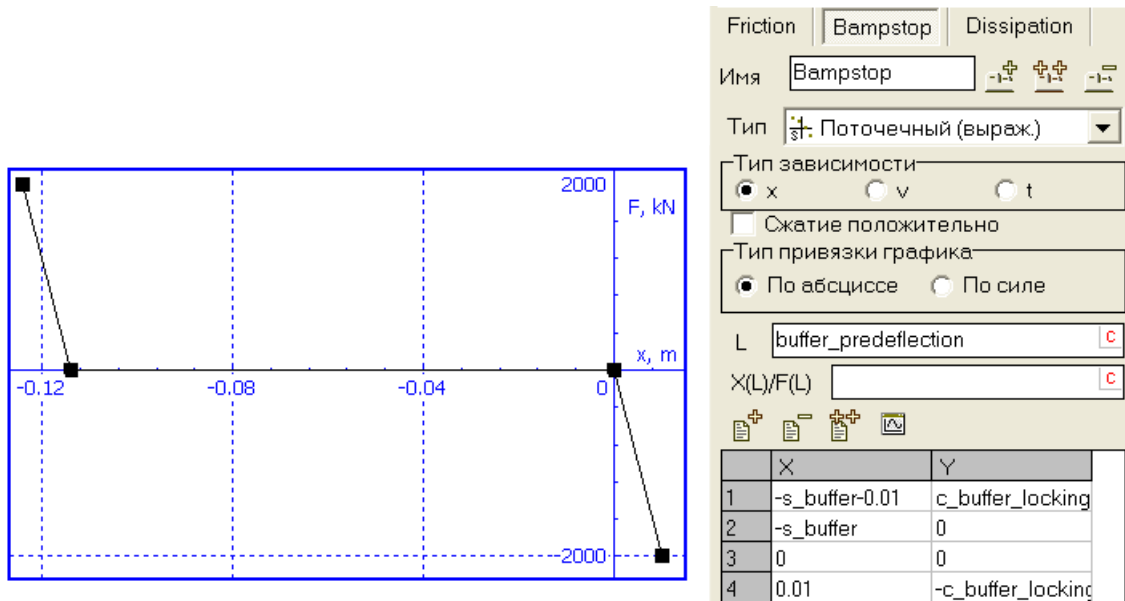 2000
F, kN
x, m
-0.12
-0.08
-0.04
0
-2000
Friction Bampstop Dissipation
Имя Bampstop
Тип Поточечный (выраж.)
Тип зависимости
x v t
Сжатие положительно
Тип привязки графика
По абсциссе По силе
L buffer_predeflection C
X(L)/F(L) C
X Y
1 -s_buffer-0.01 c_buffer_locking
2 -s_buffer 0
3 0 0
4 0.01 -c_buffer_locking